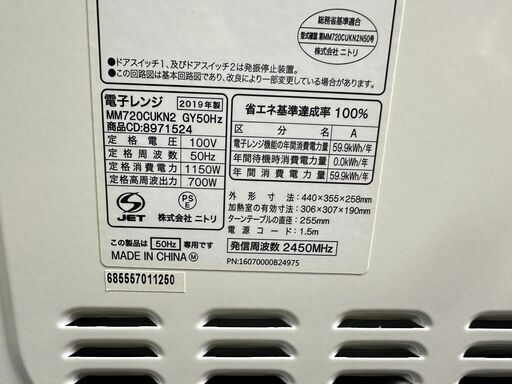 総務省基準適合
型式確認 第MM720CUKN2N50号
株式会社 ニトリ
●ドアスイッチ1、及びドアスイッチ2は発振停止装置。
●この回路図は基本回路図であり、改良により一部変更しています
電子レンジ 2019年製
MM720CUKN2 GY50Hz
商品CD:8971524
定格電圧 100V
定格周波数 50Hz
定格消費電力 1150W
定格高周波出力 700W
JET
PS
E
株式会社 ニトリ
この製品は 50Hz 専用です
MADE IN CHINA Ⓜ
省エネ基準達成率 100%
区分名 A
電子レンジ機能の年間消費電力量 59.9kWh/年
年間待機時消費電力量 0.0kWh/年
年間消費電力量 59.9kWh/年
外形寸法:440×355×258mm
加熱室の有効寸法:306×307×190mm
ターンテーブルの直径:255mm
電源コード:1.5m
発信周波数 2450MHz
PN:16070000B24975
685557011250